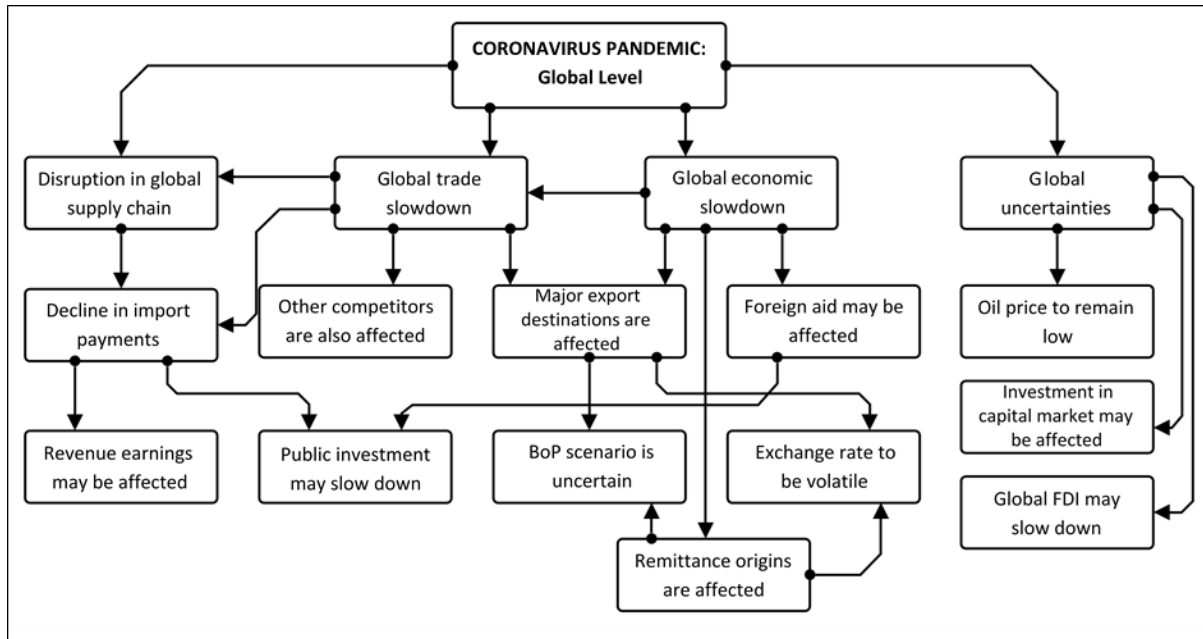 CORONAVIRUS PANDEMIC:
Global Level
Disruption in global
supply chain
Global trade
slowdown
Global economic
slowdown
Global
uncertainties
Decline in import
payments
Other competitors
are also affected
Major export
destinations are
affected
Foreign aid may be
affected
Oil price to remain
low
Investment in
capital market may
be affected
Revenue earnings
may be affected
Public investment
may slow down
BoP scenario is
uncertain
Exchange rate to
be volatile
Global FDI may
slow down
Remittance origins
are affected